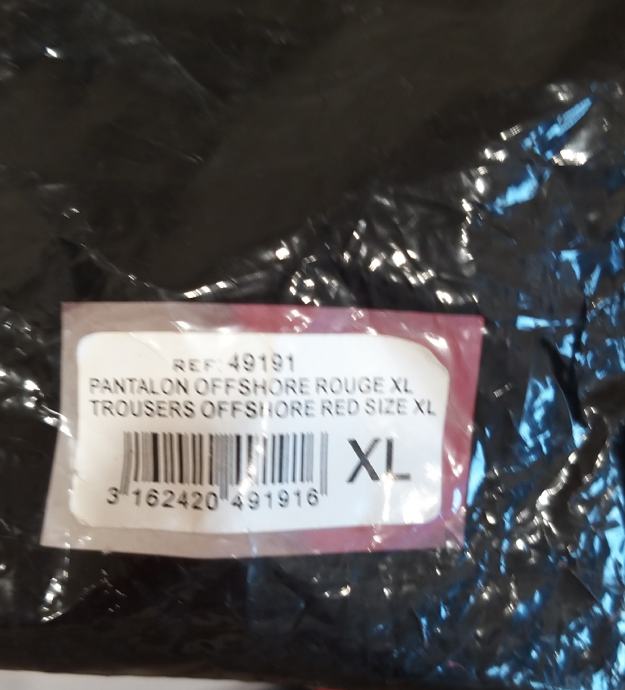 REF: 49191
PANTALON OFFSHORE ROUGE XL
TROUSERS OFFSHORE RED SIZE XL
XL
3 162420 491916